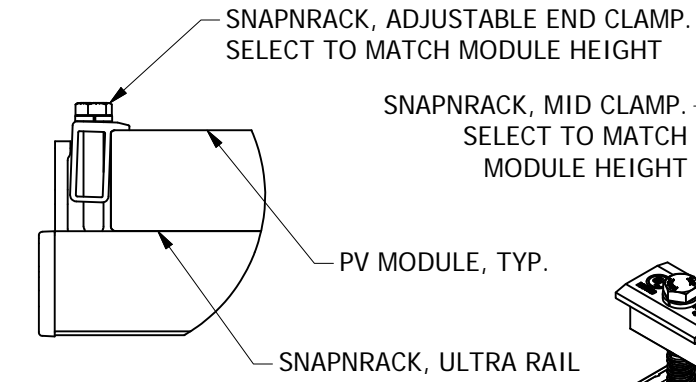 SNAPNRACK, ADJUSTABLE END CLAMP.
SELECT TO MATCH MODULE HEIGHT
SNAPNRACK, MID CLAMP.
SELECT TO MATCH
MODULE HEIGHT
PV MODULE, TYP.
SNAPNRACK, ULTRA RAIL